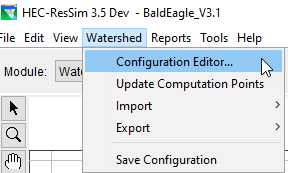 HEC-ResSim 3.5 Dev - BaldEagle_V3.1
File Edit View Watershed Reports Tools Help
Module:
Configuration Editor...
Update Computation Points
Import
Export
Save Configuration